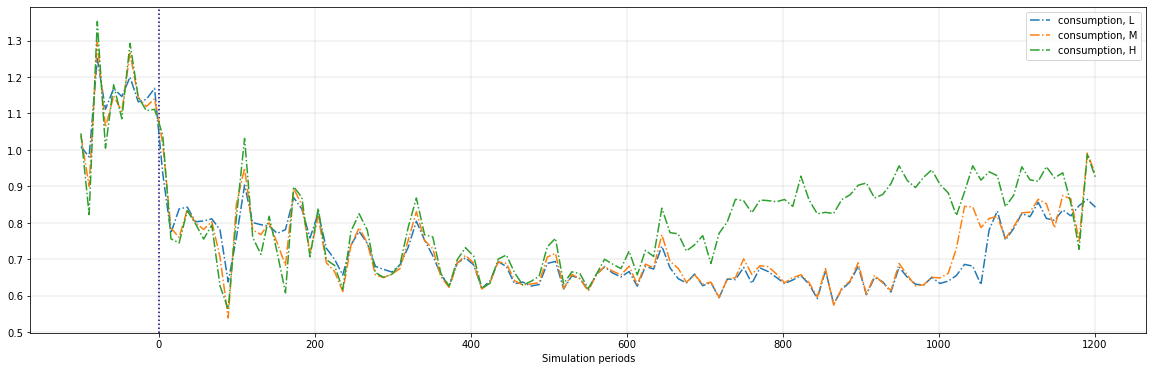 consumption, L
consumption, M
consumption, H
1.3
1.2
1.1
1.0
0.9
0.8
0.7
0.6
0.5
0 200 400 600 800 1000 1200
Simulation periods